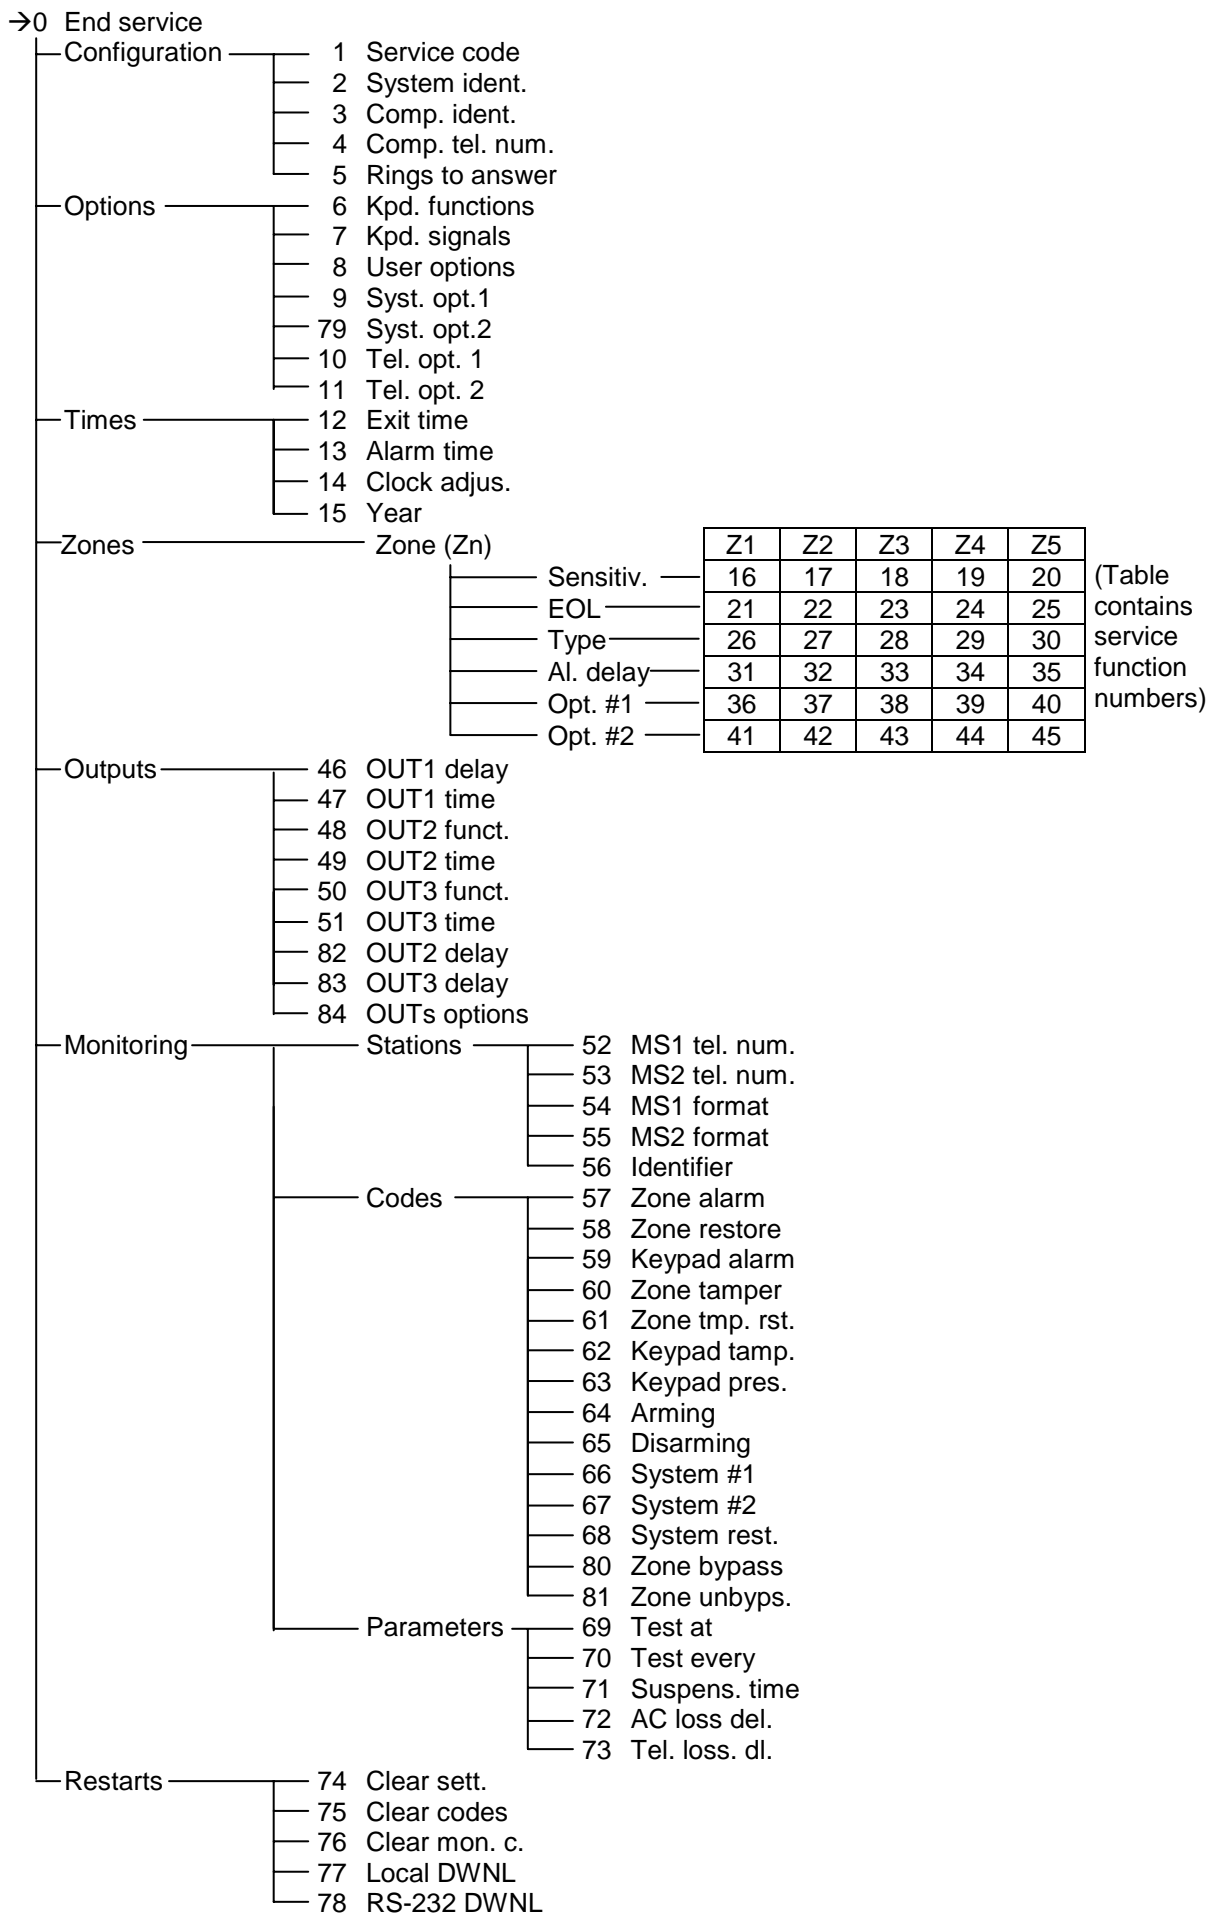 →0 End service
Configuration 1 Service code
2 System ident.
3 Comp. ident.
4 Comp. tel. num.
5 Rings to answer
Options 6 Kpd. functions
7 Kpd. signals
8 User options
9 Syst. opt.1
79 Syst. opt.2
10 Tel. opt. 1
11 Tel. opt. 2
Times 12 Exit time
13 Alarm time
14 Clock adjus.
15 Year
Zones Zone (Zn) Z1 Z2 Z3 Z4 Z5
Sensitiv. 16 17 18 19 20 (Table
EOL 21 22 23 24 25 contains
Type 26 27 28 29 30 service
Al. delay 31 32 33 34 35 function
Opt. #1 36 37 38 39 40 numbers)
Opt. #2 41 42 43 44 45
Outputs 46 OUT1 delay
47 OUT1 time
48 OUT2 funct.
49 OUT2 time
50 OUT3 funct.
51 OUT3 time
82 OUT2 delay
83 OUT3 delay
84 OUTs options
Monitoring Stations 52 MS1 tel. num.
53 MS2 tel. num.
54 MS1 format
55 MS2 format
56 Identifier
Codes 57 Zone alarm
58 Zone restore
59 Keypad alarm
60 Zone tamper
61 Zone tmp. rst.
62 Keypad tamp.
63 Keypad pres.
64 Arming
65 Disarming
66 System #1
67 System #2
68 System rest.
80 Zone bypass
81 Zone unbyps.
Parameters 69 Test at
70 Test every
71 Suspens. time
72 AC loss del.
73 Tel. loss. dl.
Restarts 74 Clear sett.
75 Clear codes
76 Clear mon. c.
77 Local DWNL
78 RS-232 DWNL